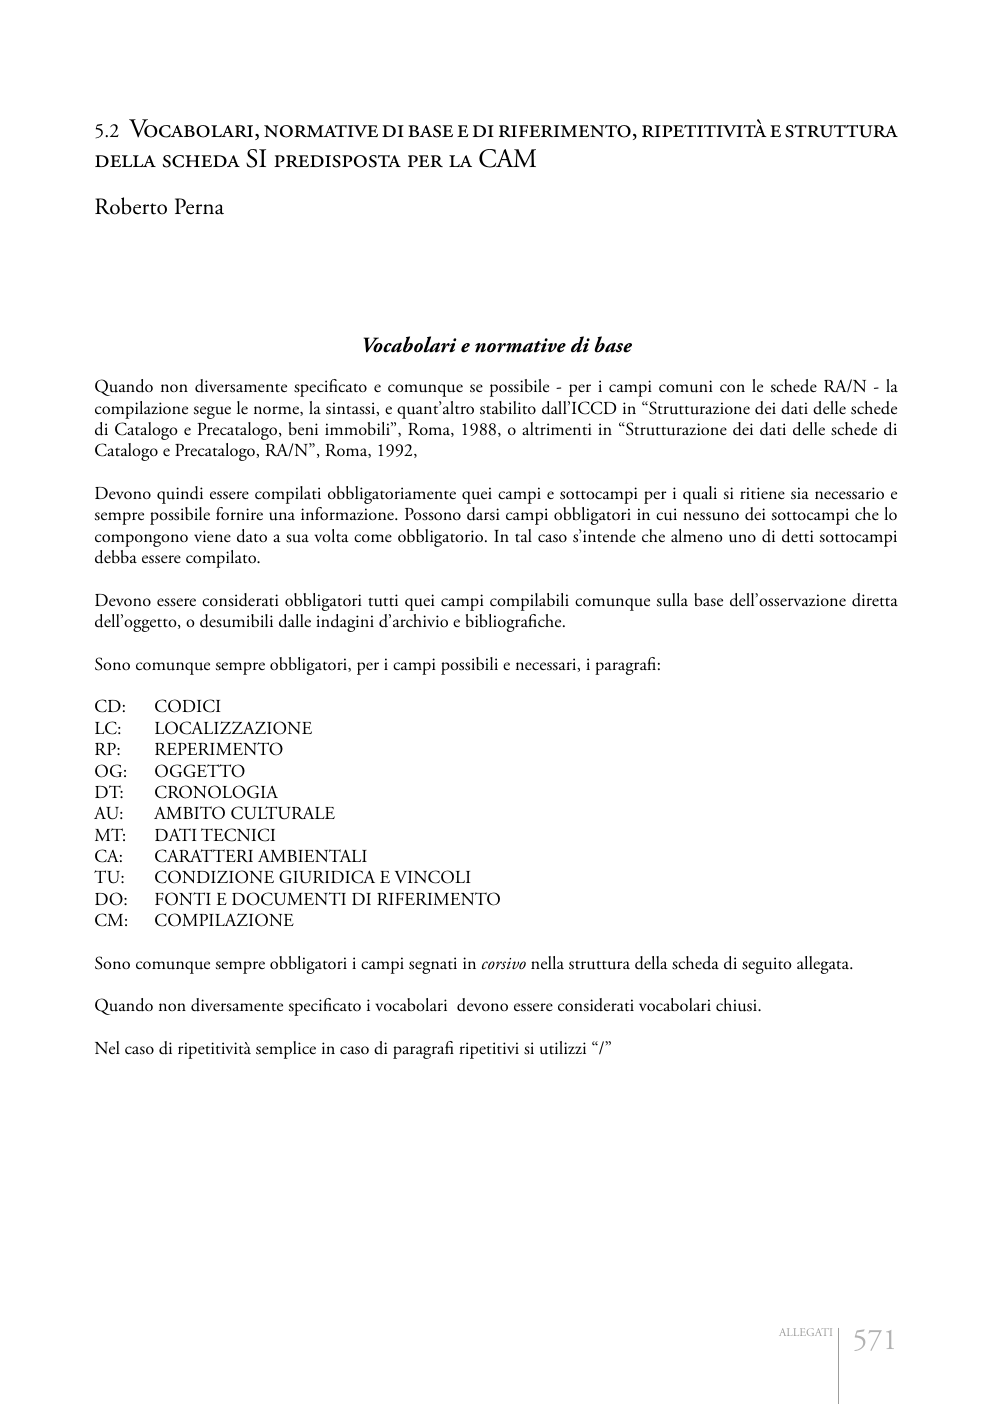 5.2 Vocabolari, normative di base e di riferimento, ripetitività e struttura
della scheda SI predisposta per la CAM
Roberto Perna
Vocabolari e normative di base
Quando non diversamente specificato e comunque se possibile - per i campi comuni con le schede RA/N - la
compilazione segue le norme, la sintassi, e quant’altro stabilito dall’ICCD in “Strutturazione dei dati delle schede
di Catalogo e Precatalogo, beni immobili”, Roma, 1988, o altrimenti in “Strutturazione dei dati delle schede di
Catalogo e Precatalogo, RA/N”, Roma, 1992,
Devono quindi essere compilati obbligatoriamente quei campi e sottocampi per i quali si ritiene sia necessario e
sempre possibile fornire una informazione. Possono darsi campi obbligatori in cui nessuno dei sottocampi che lo
compongono viene dato a sua volta come obbligatorio. In tal caso s’intende che almeno uno di detti sottocampi
debba essere compilato.
Devono essere considerati obbligatori tutti quei campi compilabili comunque sulla base dell’osservazione diretta
dell’oggetto, o desumibili dalle indagini d’archivio e bibliografiche.
Sono comunque sempre obbligatori, per i campi possibili e necessari, i paragrafi:
CD: CODICI
LC: LOCALIZZAZIONE
RP: REPERIMENTO
OG: OGGETTO
DT: CRONOLOGIA
AU: AMBITO CULTURALE
MT: DATI TECNICI
CA: CARATTERI AMBIENTALI
TU: CONDIZIONE GIURIDICA E VINCOLI
DO: FONTI E DOCUMENTI DI RIFERIMENTO
CM: COMPILAZIONE
Sono comunque sempre obbligatori i campi segnati in corsivo nella struttura della scheda di seguito allegata.
Quando non diversamente specificato i vocabolari devono essere considerati vocabolari chiusi.
Nel caso di ripetitività semplice in caso di paragrafi ripetitivi si utilizzi “/”
ALLEGATI 571